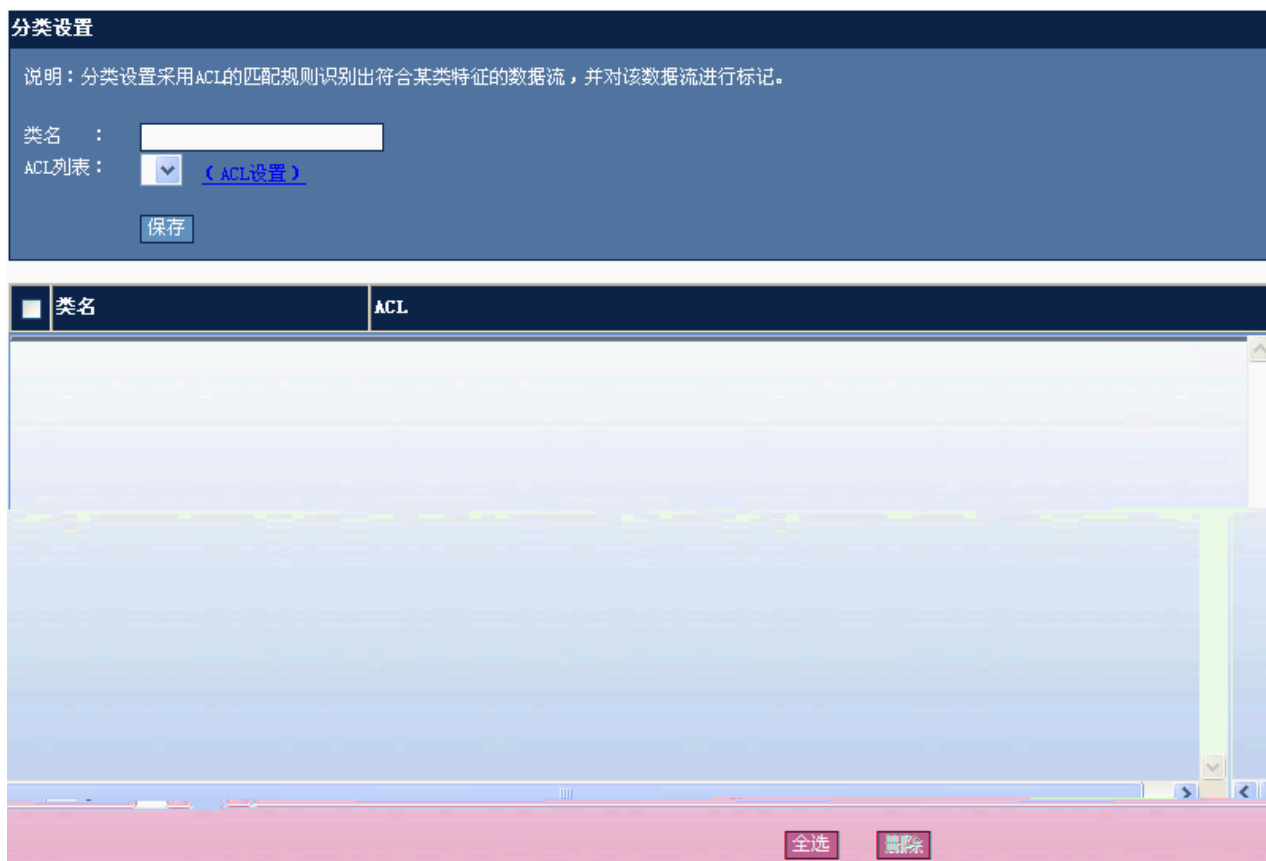 分类设置
说明：分类设置采用ACL的匹配规则识别出符合某类特征的数据流，并对该数据流进行标记。
类名 ：
ACL列表： （ACL设置）
保存
类名 ACL
全选 删除